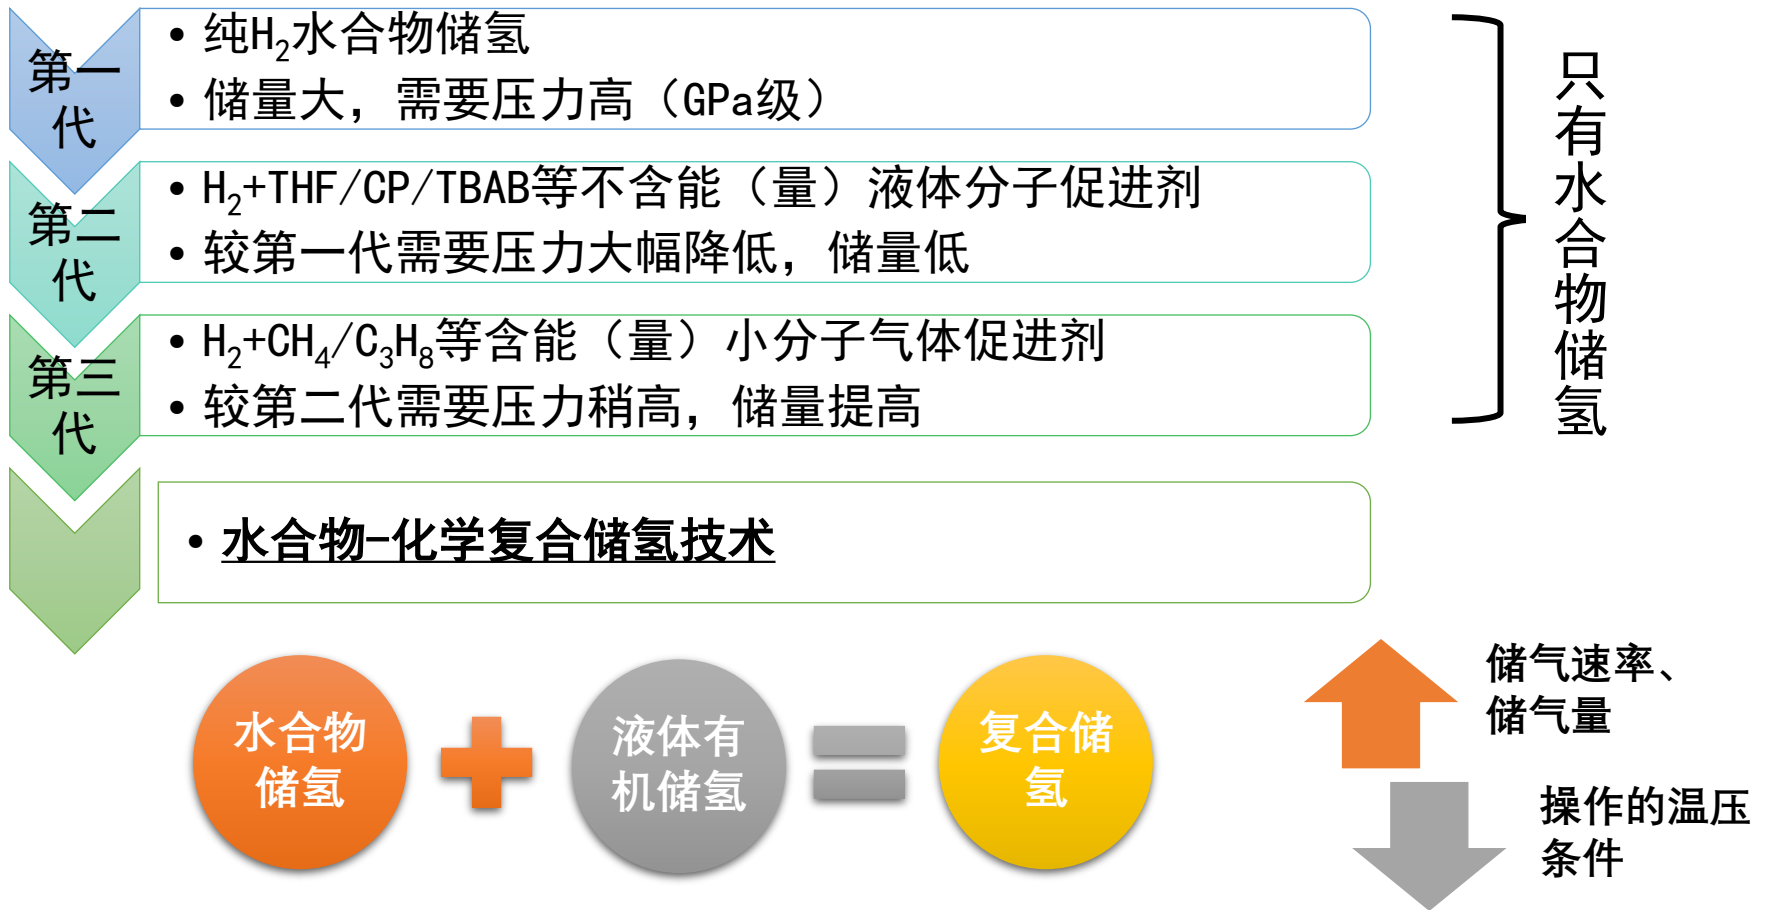 第一
代
• 纯H₂水合物储氢
• 储量大，需要压力高（GPa级）
第二
代
• H₂+THF/CP/TBAB等不含能（量）液体分子促进剂
• 较第一代需要压力大幅降低，储量低
第三
代
• H₂+CH₄/C₃H₈等含能（量）小分子气体促进剂
• 较第二代需要压力稍高，储量提高
只有水合物储氢
• 水合物-化学复合储氢技术
水合物
储氢
液体有
机储氢
复合储
氢
储气速率、
储气量
操作的温压
条件